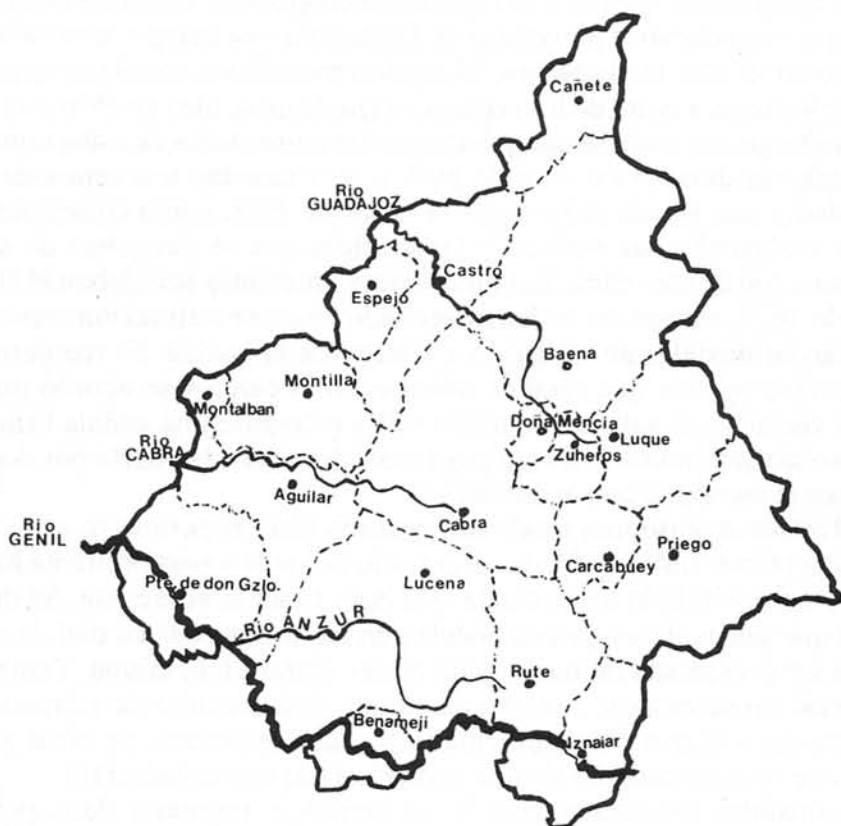 Cañete
Rio
GUADAJOZ
Castro
Espejo
Baena
Montilla
Montalban
Doña Mencia
Luque
Zuheros
Rio
CABRA
Aguilar
Cabra
Rio
GENIL
Priego
Carcabuey
Lucena
Pte. de don Gzlo.
Rio ANZUR
Rute
Benameji
Iznajar